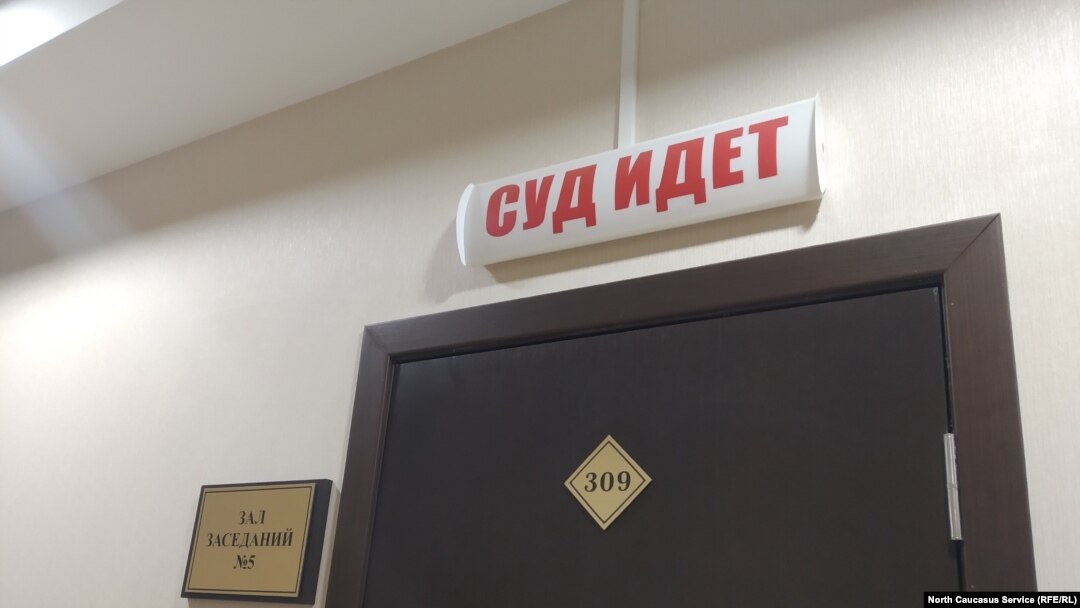 СУД ИДЕТ
309
ЗАЛ
ЗАСЕДАНИЙ
№5
North Caucasus Service (RFE/RL)